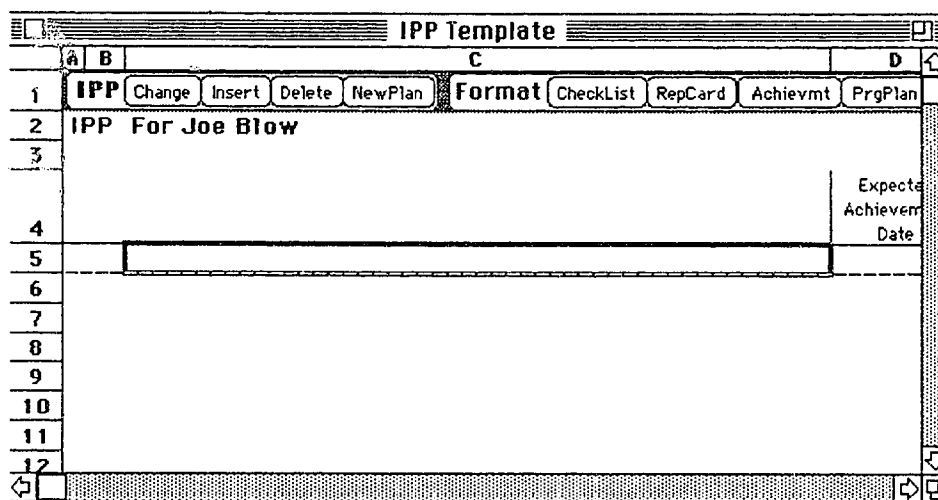 IPP Template
A B C D
1 IPP Change Insert Delete NewPlan Format CheckList RepCard Achievmt PrgPlan
2 IPP For Joe Blow
3
Expecte
Achievem
4 Date
5
6
7
8
9
10
11
12